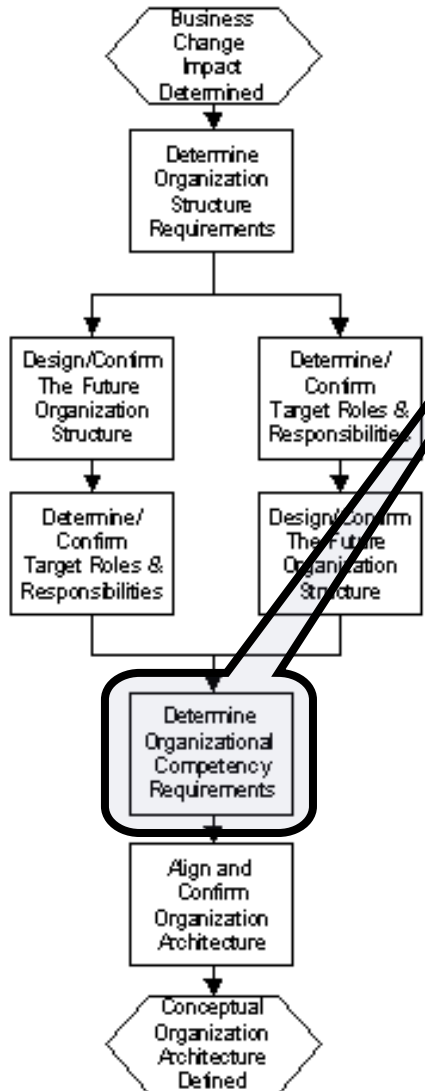 Business
Change
Impact
Determined
Determine
Organization
Structure
Requirements
Design/Confirm
The Future
Organization
Structure
Determine/
Confirm
Target Roles &
Responsibilities
Determine/
Confirm
Target Roles &
Responsibilities
Design/Confirm
The Future
Organization
Structure
Determine
Organizational
Competency
Requirements
Align and
Confirm
Organization
Architecture
Conceptual
Organization
Architecture
Defined